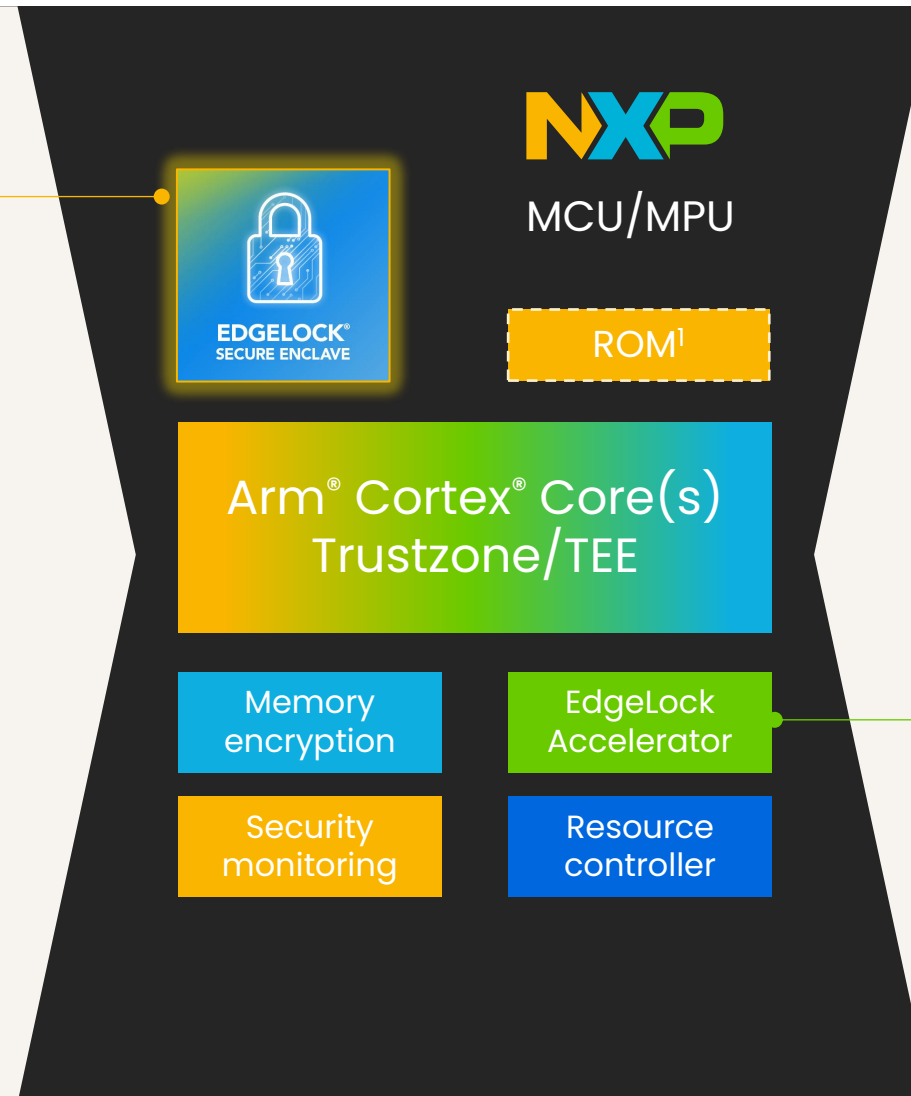 NXP
MCU/MPU
EDGELOCK®
SECURE ENCLAVE
ROM¹
Arm® Cortex® Core(s)
Trustzone/TEE
Memory
encryption
EdgeLock
Accelerator
Security
monitoring
Resource
controller